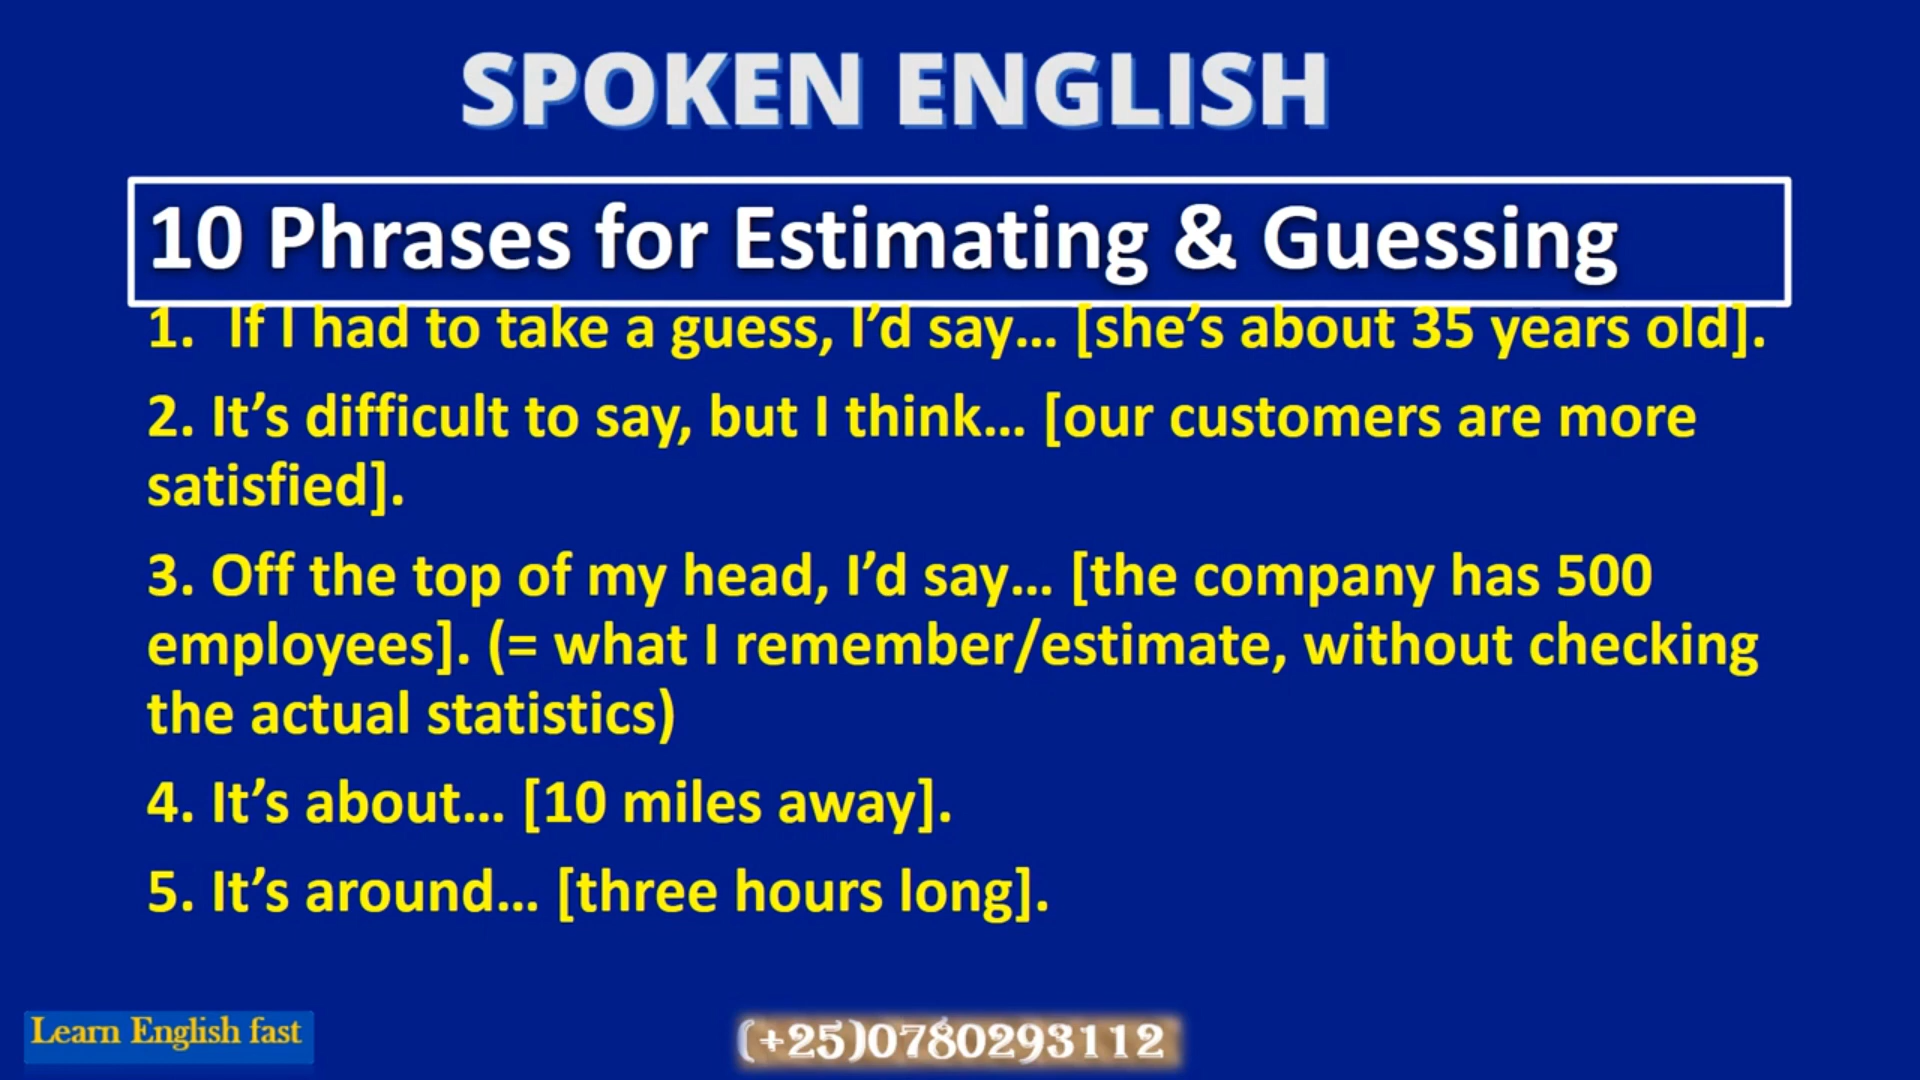 SPOKEN ENGLISH
10 Phrases for Estimating & Guessing
1. If I had to take a guess, I’d say… [she’s about 35 years old].
2. It’s difficult to say, but I think… [our customers are more
satisfied].
3. Off the top of my head, I’d say… [the company has 500
employees]. (= what I remember/estimate, without checking
the actual statistics)
4. It’s about… [10 miles away].
5. It’s around… [three hours long].
Learn English fast
(+25)0780293112